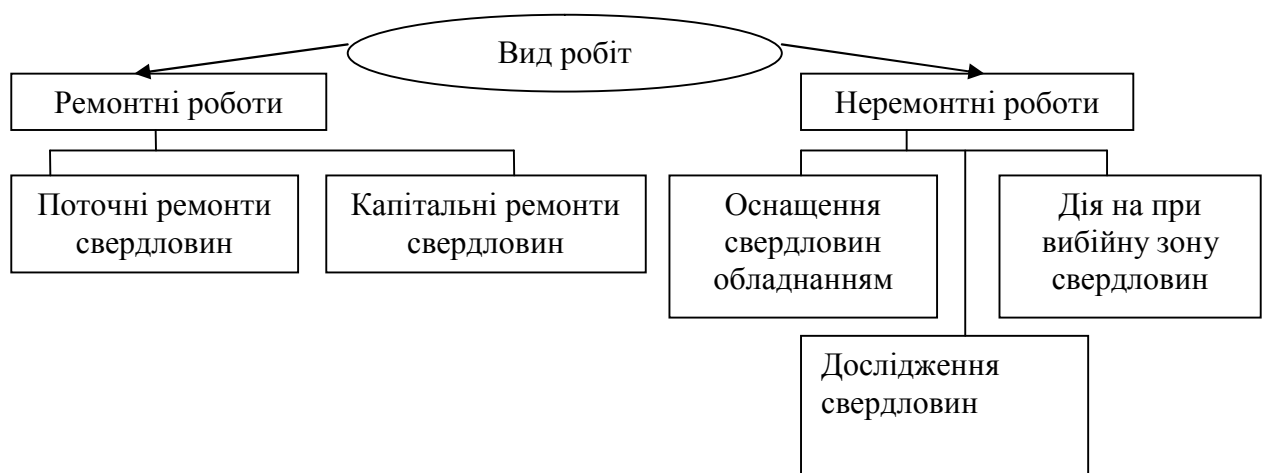 Вид робіт
Ремонтні роботи
Неремонтні роботи
Поточні ремонти
свердловин
Капітальні ремонти
свердловин
Оснащення
свердловин
обладнанням
Дія на при
вибійну зону
свердловин
Дослідження
свердловин